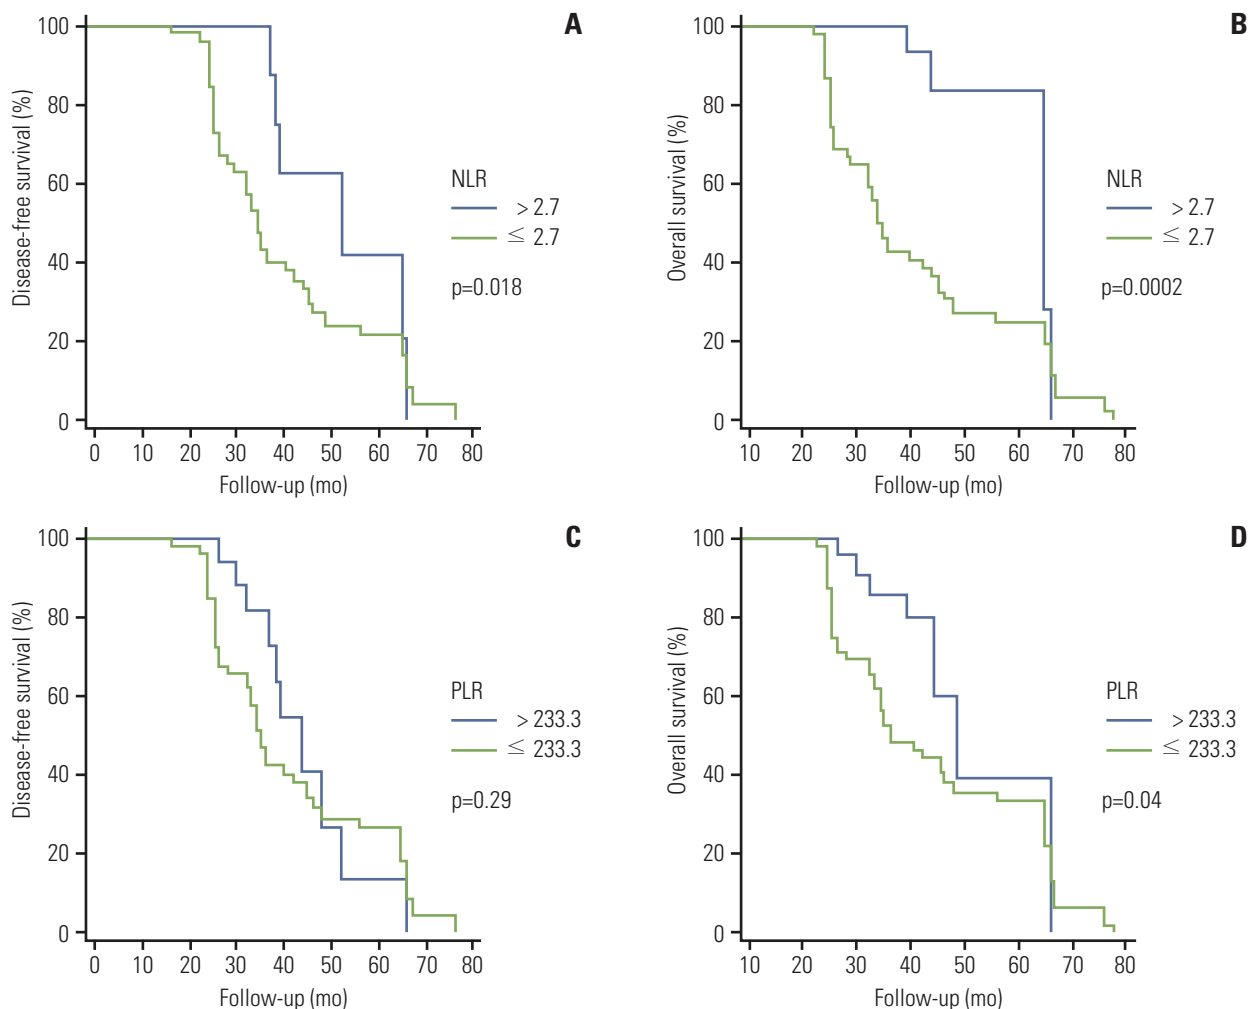 A
Disease-free survival (%)
100
80
60
40
20
0
0 10 20 30 40 50 60 70 80
Follow-up (mo)
NLR
> 2.7
≤ 2.7
p=0.018
B
Overall survival (%)
100
80
60
40
20
0
10 20 30 40 50 60 70 80
Follow-up (mo)
NLR
> 2.7
≤ 2.7
p=0.0002
C
Disease-free survival (%)
100
80
60
40
20
0
0 10 20 30 40 50 60 70 80
Follow-up (mo)
PLR
> 233.3
≤ 233.3
p=0.29
D
Overall survival (%)
100
80
60
40
20
0
10 20 30 40 50 60 70 80
Follow-up (mo)
PLR
> 233.3
≤ 233.3
p=0.04